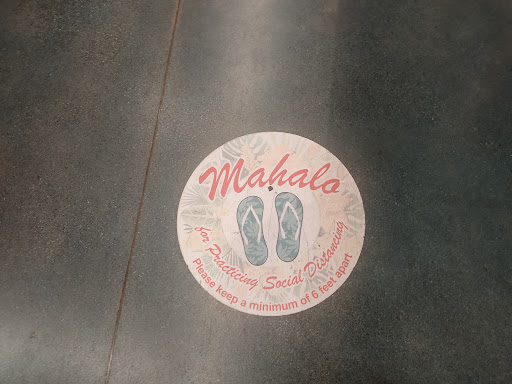 Mahalo
for Practicing Social Distancing
Please keep a minimum of 6 feet apart